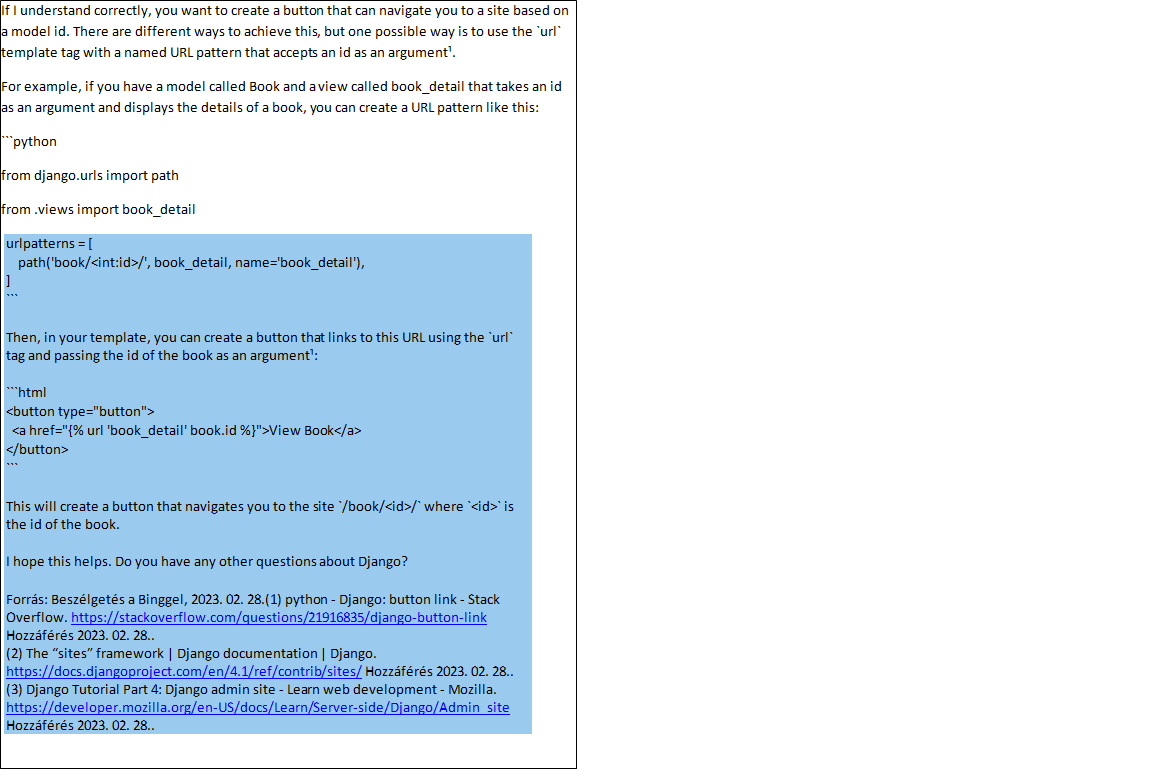 If I understand correctly, you want to create a button that can navigate you to a site based on
a model id. There are different ways to achieve this, but one possible way is to use the `url`
template tag with a named URL pattern that accepts an id as an argument¹.
For example, if you have a model called Book and a view called book_detail that takes an id
as an argument and displays the details of a book, you can create a URL pattern like this:
```python
from django.urls import path
from .views import book_detail
urlpatterns = [
    path('book/<int:id>/', book_detail, name='book_detail'),
]
```
Then, in your template, you can create a button that links to this URL using the `url`
tag and passing the id of the book as an argument¹:
```html
<button type="button">
  <a href="{% url 'book_detail' book.id %}">View Book</a>
</button>
```
This will create a button that navigates you to the site `/book/<id>/` where `<id>` is
the id of the book.
I hope this helps. Do you have any other questions about Django?
Forrás: Beszélgetés a Binggel, 2023. 02. 28.(1) python - Django: button link - Stack
Overflow. https://stackoverflow.com/questions/21916835/django-button-link
Hozzáférés 2023. 02. 28..
(2) The “sites” framework | Django documentation | Django.
https://docs.djangoproject.com/en/4.1/ref/contrib/sites/ Hozzáférés 2023. 02. 28..
(3) Django Tutorial Part 4: Django admin site - Learn web development - Mozilla.
https://developer.mozilla.org/en-US/docs/Learn/Server-side/Django/Admin_site
Hozzáférés 2023. 02. 28..